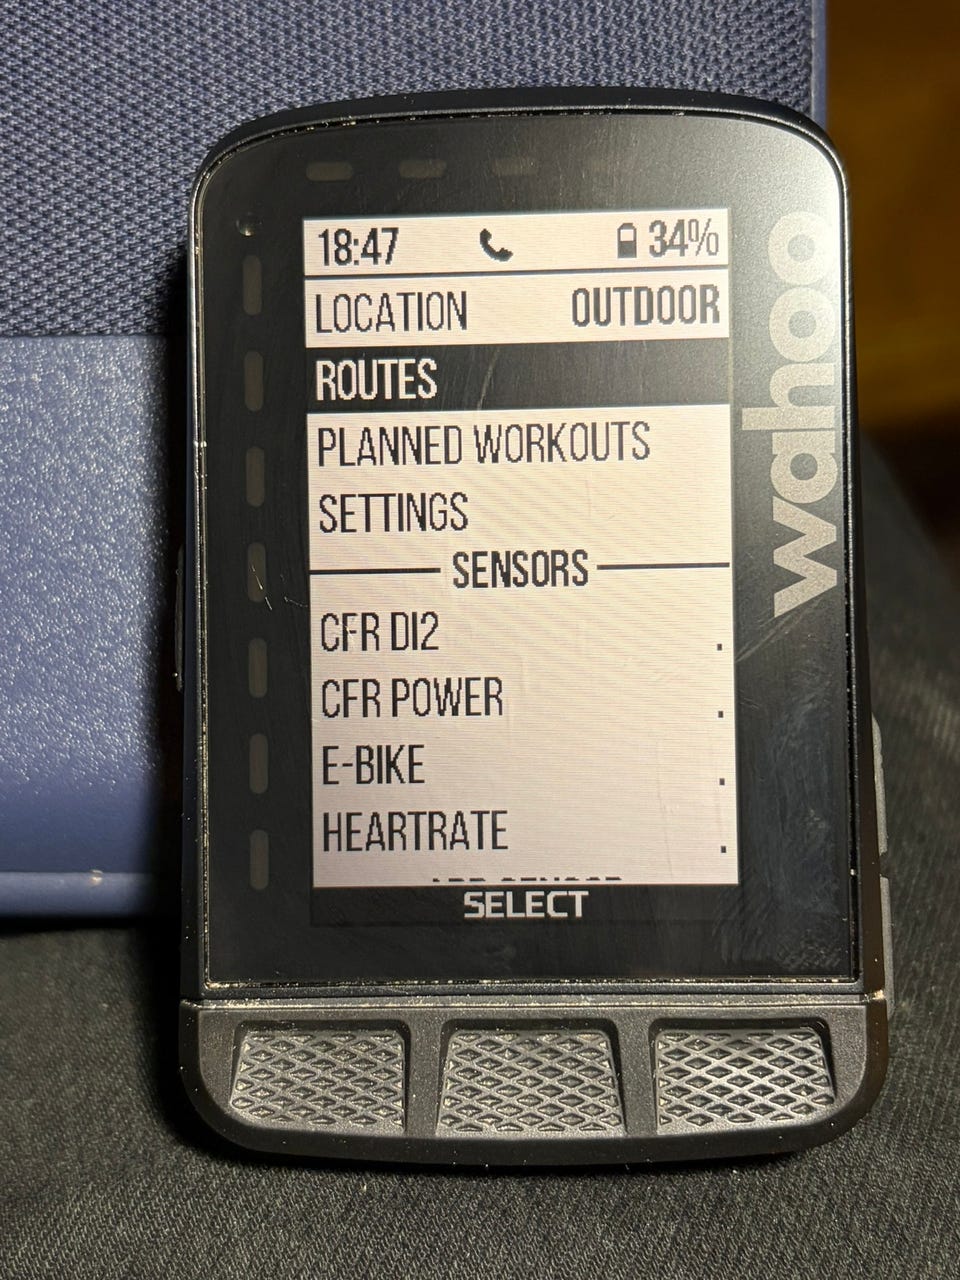 18:47 34%
LOCATION OUTDOOR
ROUTES
PLANNED WORKOUTS
SETTINGS
SENSORS
CFR DI2 .
CFR POWER .
E-BIKE .
HEARTRATE .
SELECT
wahoo